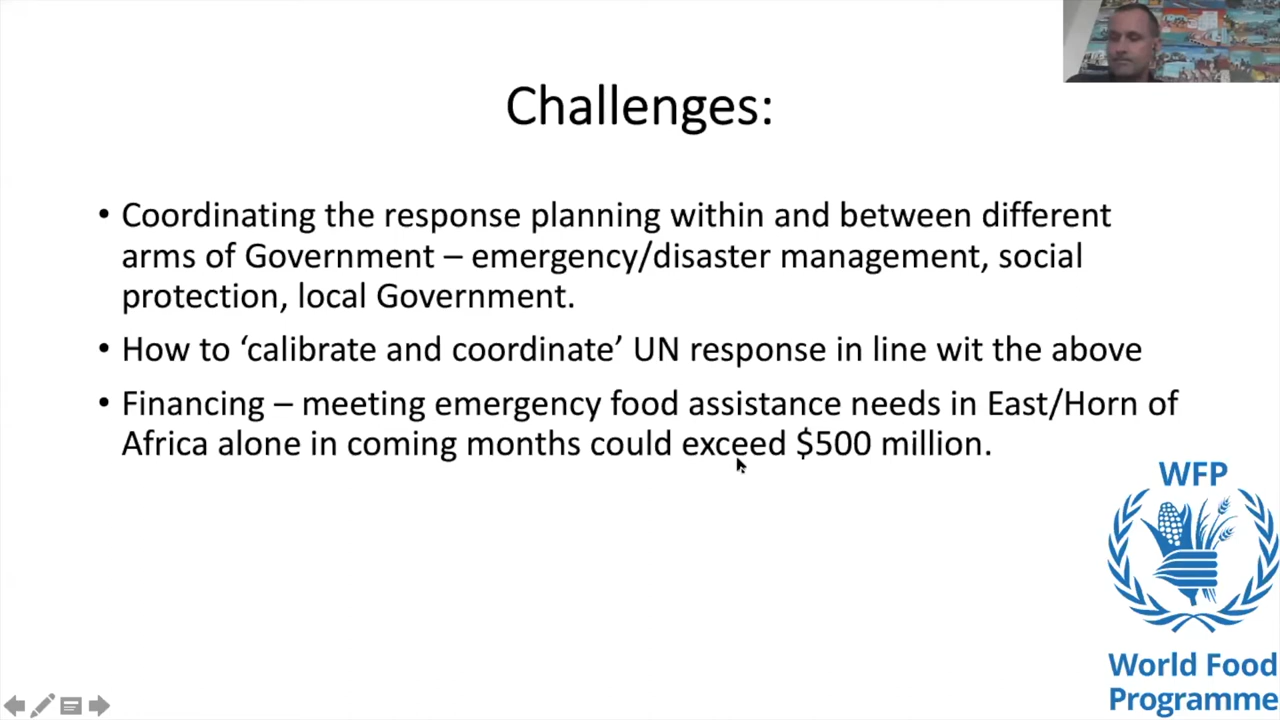 Challenges:
• Coordinating the response planning within and between different
arms of Government – emergency/disaster management, social
protection, local Government.
• How to ‘calibrate and coordinate’ UN response in line wit the above
• Financing – meeting emergency food assistance needs in East/Horn of
Africa alone in coming months could exceed $500 million.
WFP
World Food
Programme